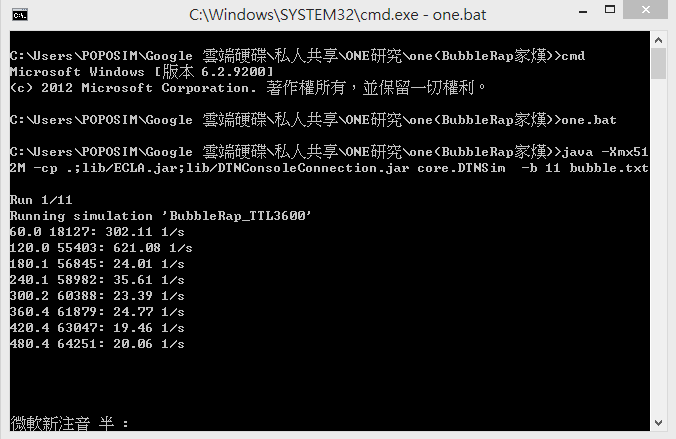 C:\Windows\SYSTEM32\cmd.exe - one.bat
C:\Users\POPOSIM\Google 雲端硬碟\私人共享\ONE研究\one(BubbleRap家熯)>cmd
Microsoft Windows [版本 6.2.9200]
(c) 2012 Microsoft Corporation. 著作權所有，並保留一切權利。
C:\Users\POPOSIM\Google 雲端硬碟\私人共享\ONE研究\one(BubbleRap家熯)>one.bat
C:\Users\POPOSIM\Google 雲端硬碟\私人共享\ONE研究\one(BubbleRap家熯)>java -Xmx51
2M -cp .;lib/ECLA.jar;lib/DTNConsoleConnection.jar core.DTNSim  -b 11 bubble.txt
Run 1/11
Running simulation 'BubbleRap_TTL3600'
60.0 18127: 302.11 1/s
120.0 55403: 621.08 1/s
180.1 56845: 24.01 1/s
240.1 58982: 35.61 1/s
300.2 60388: 23.39 1/s
360.4 61879: 24.77 1/s
420.4 63047: 19.46 1/s
480.4 64251: 20.06 1/s
微軟新注音 半 :